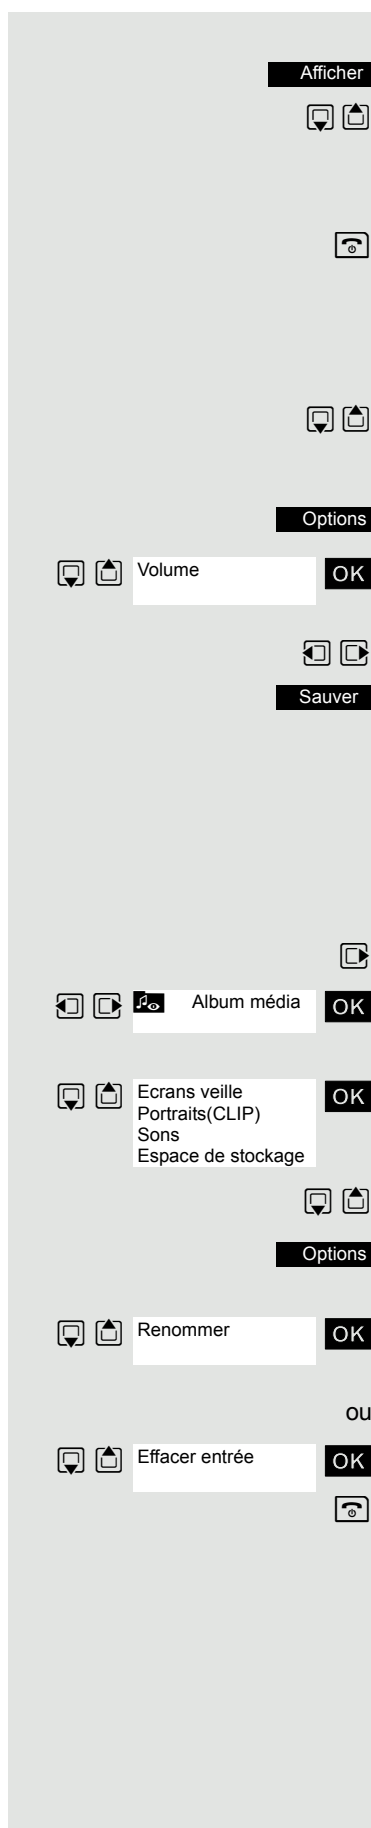 Afficher
Options
Volume OK
Sauver
Album média OK
Ecrans veille OK
Portraits(CLIP)
Sons
Espace de stockage
Options
Renommer OK
ou
Effacer entrée OK